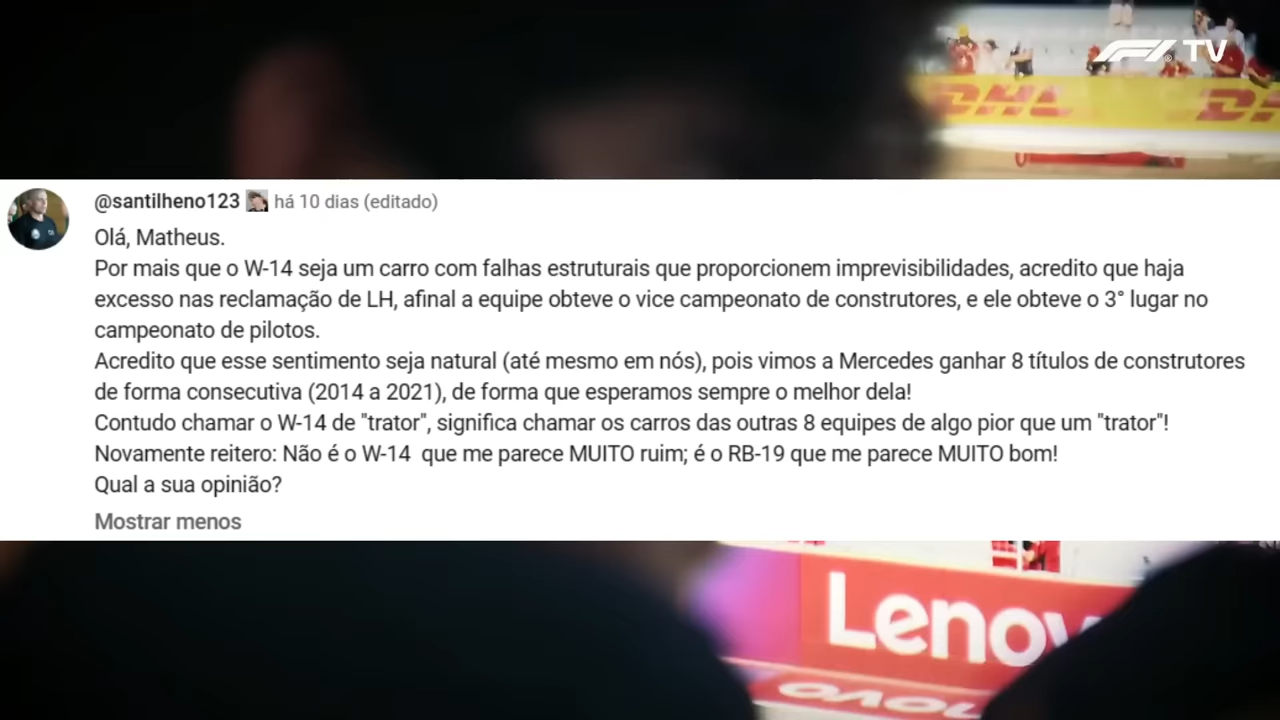 F1 TV
DHL
@santilheno123 há 10 dias (editado)
Olá, Matheus.
Por mais que o W-14 seja um carro com falhas estruturais que proporcionem imprevisibilidades, acredito que haja
excesso nas reclamação de LH, afinal a equipe obteve o vice campeonato de construtores, e ele obteve o 3° lugar no
campeonato de pilotos.
Acredito que esse sentimento seja natural (até mesmo em nós), pois vimos a Mercedes ganhar 8 títulos de construtores
de forma consecutiva (2014 a 2021), de forma que esperamos sempre o melhor dela!
Contudo chamar o W-14 de "trator", significa chamar os carros das outras 8 equipes de algo pior que um "trator"!
Novamente reitero: Não é o W-14 que me parece MUITO ruim; é o RB-19 que me parece MUITO bom!
Qual a sua opinião?
Mostrar menos